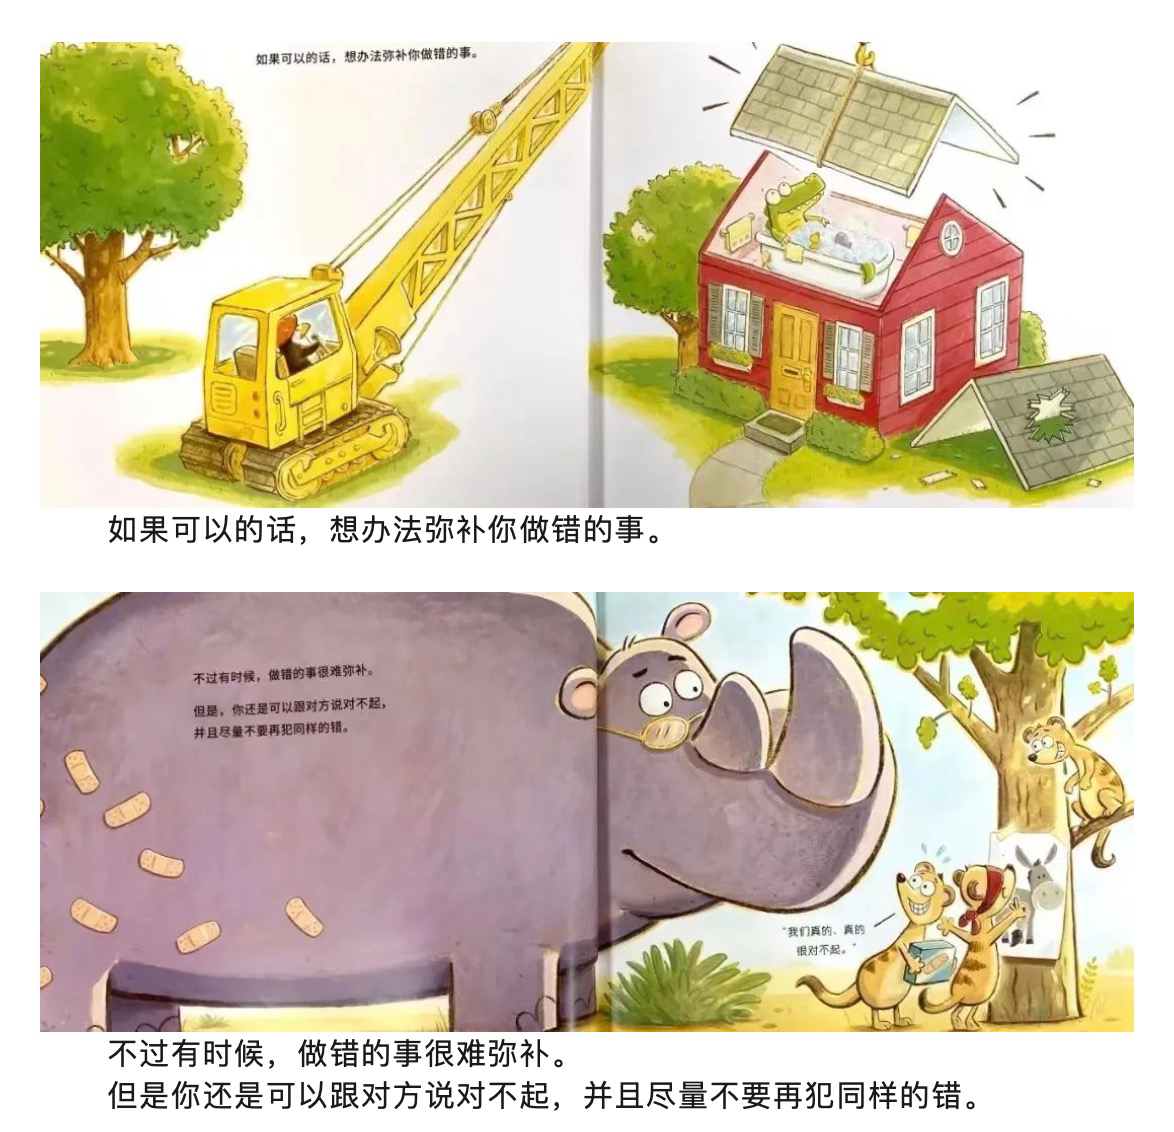 如果可以的话，想办法弥补你做错的事。
如果可以的话，想办法弥补你做错的事。
不过有时候，做错的事很难弥补。
但是，你还是可以跟对方说对不起，
并且尽量不要再犯同样的错。
“我们真的、真的
很对不起。”
不过有时候，做错的事很难弥补。
但是你还是可以跟对方说对不起，并且尽量不要再犯同样的错。